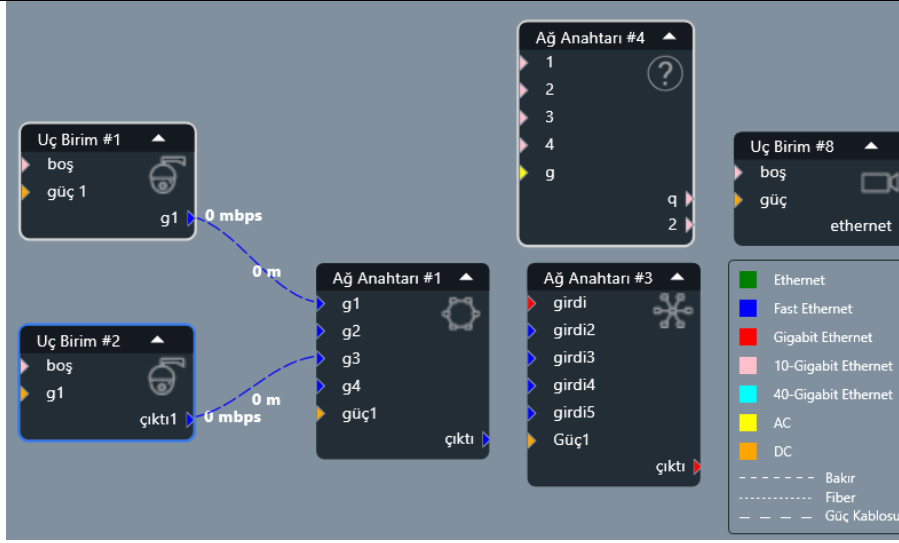 Ağ Anahtarı #4
1
2
3
4
g
q
2
Uç Birim #1
boş
güç 1
g1
0 mbps
0 m
Uç Birim #8
boş
güç
ethernet
Ağ Anahtarı #1
g1
g2
g3
g4
güç1
çıktı
Ağ Anahtarı #3
girdi
girdi2
girdi3
girdi4
girdi5
Güç1
çıktı
Uç Birim #2
boş
g1
çıktı1
0 mbps
0 m
Ethernet
Fast Ethernet
Gigabit Ethernet
10-Gigabit Ethernet
40-Gigabit Ethernet
AC
DC
Bakır
Fiber
Güç Kablosu